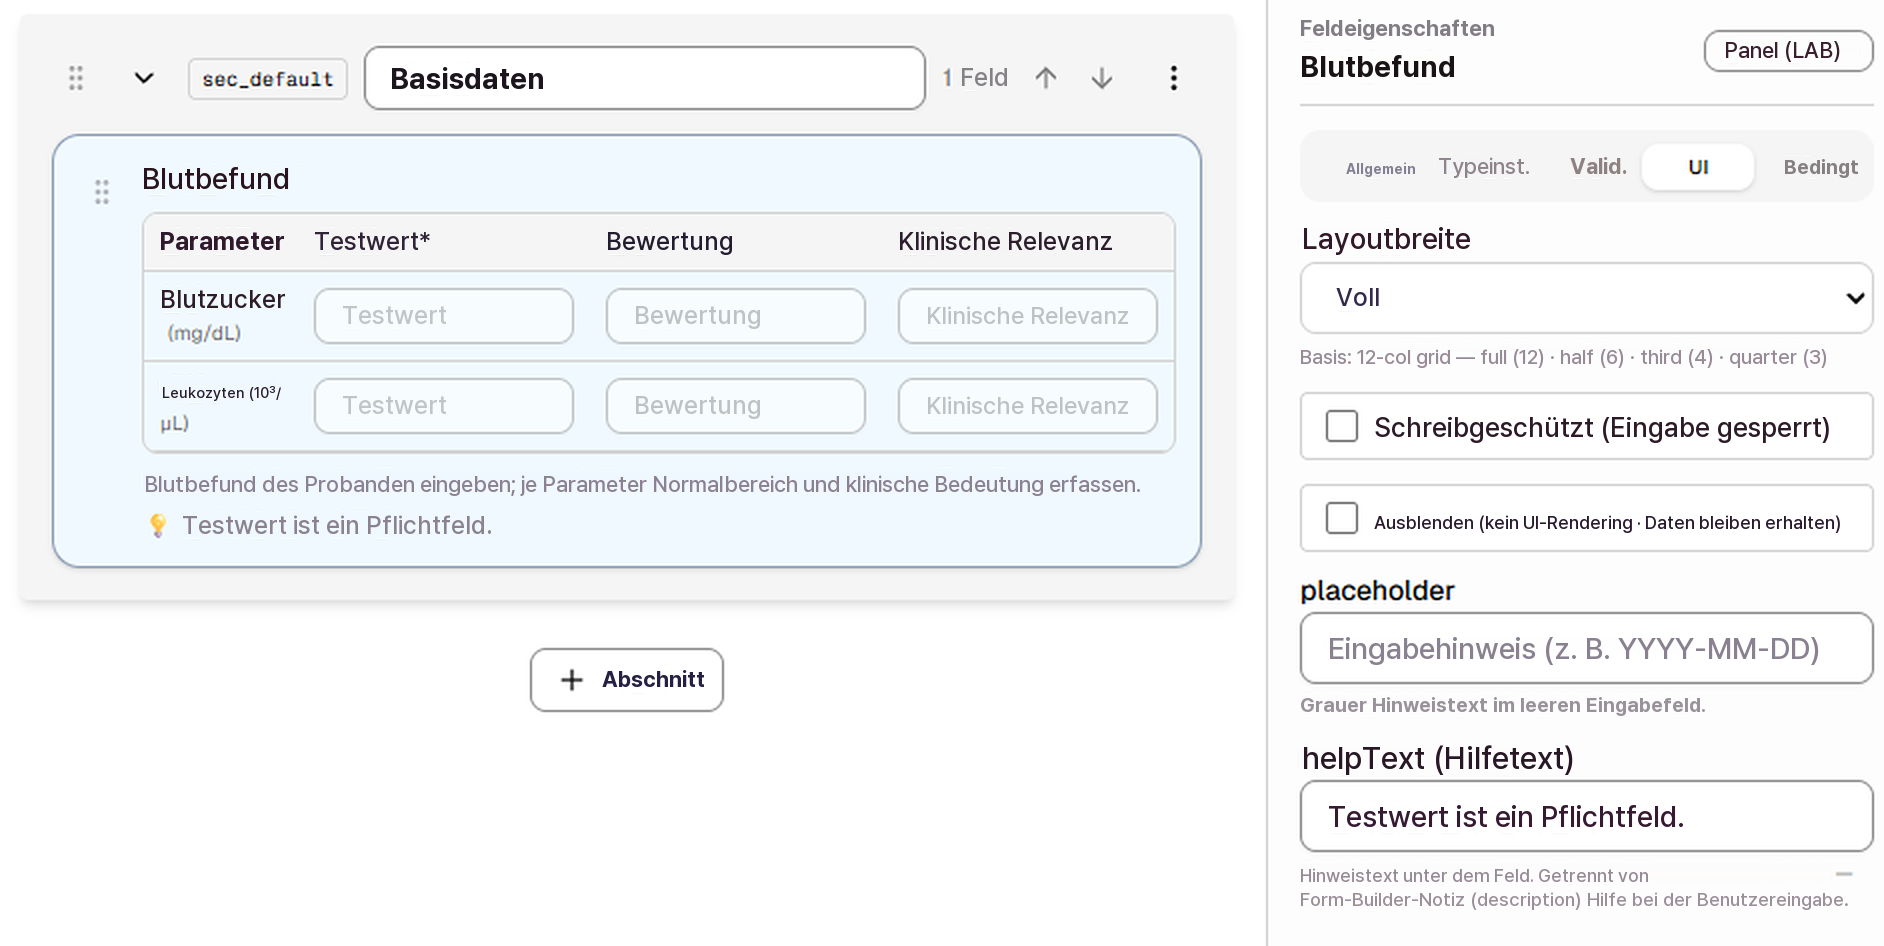 sec_default
Basisdaten
1 Feld
Blutbefund
Parameter Testwert* Bewertung Klinische Relevanz
Blutzucker
(mg/dL)
Testwert Bewertung Klinische Relevanz
Leukozyten (10³/
µL)
Testwert Bewertung Klinische Relevanz
Blutbefund des Probanden eingeben; je Parameter Normalbereich und klinische Bedeutung erfassen.
Testwert ist ein Pflichtfeld.
Abschnitt
Feldeigenschaften
Blutbefund
Panel (LAB)
Allgemein Typeinst. Valid. UI Bedingt
Layoutbreite
Voll
Basis: 12-col grid — full (12) · half (6) · third (4) · quarter (3)
Schreibgeschützt (Eingabe gesperrt)
Ausblenden (kein UI-Rendering · Daten bleiben erhalten)
placeholder
Eingabehinweis (z. B. YYYY-MM-DD)
Grauer Hinweistext im leeren Eingabefeld.
helpText (Hilfetext)
Testwert ist ein Pflichtfeld.
Hinweistext unter dem Feld. Getrennt von
Form-Builder-Notiz (description) Hilfe bei der Benutzereingabe.